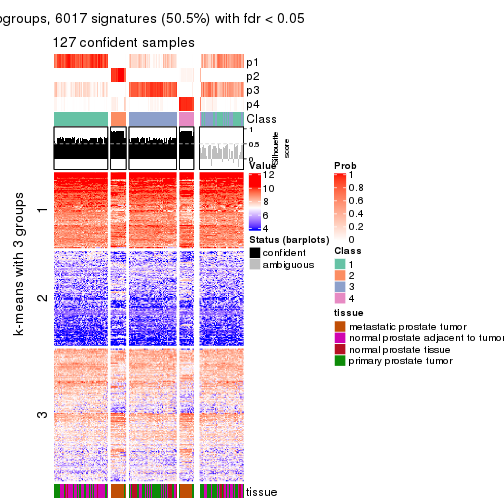 ogroups, 6017 signatures (50.5%) with fdr < 0.05
127 confident samples
p1
p2
p3
p4
Class
1
0.5
0
Silhouette
score
k-means with 3 groups
1
2
3
tissue
Value
12
10
8
6
4
Status (barplots)
confident
ambiguous
Prob
1
0.8
0.6
0.4
0.2
0
Class
1
2
3
4
tissue
metastatic prostate tumor
normal prostate adjacent to tumor
normal prostate tissue
primary prostate tumor